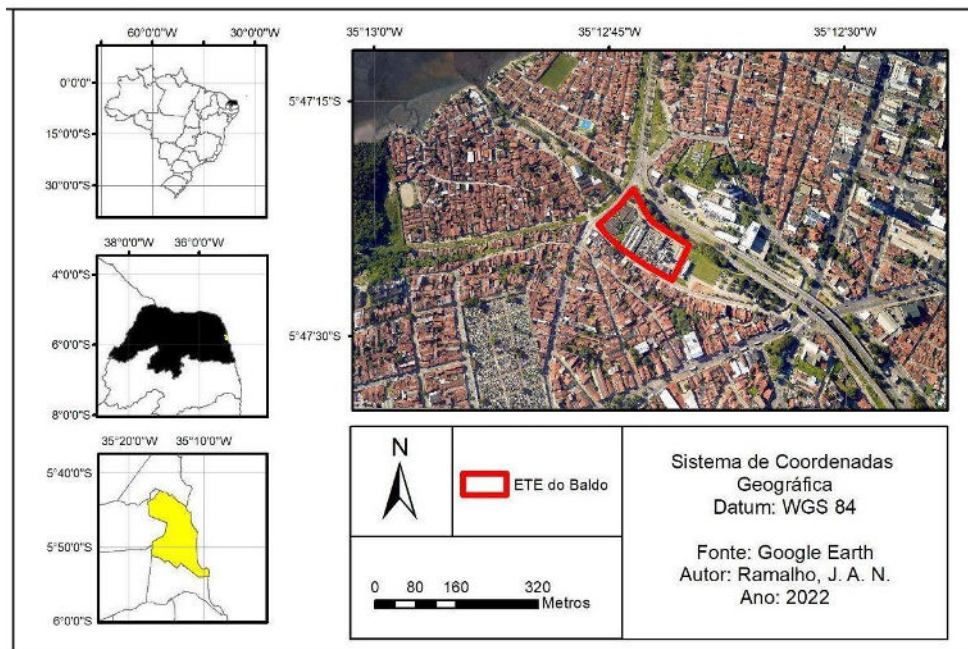 60°0'0"W 30°0'0"W
0°0'0"
15°0'0"S
30°0'0"S
38°0'0"W 36°0'0"W
4°0'0"S
6°0'0"S
8°0'0"S
35°20'0"W 35°10'0"W
5°40'0"S
5°50'0"S
6°0'0"S
35°13'0"W 35°12'45"W 35°12'30"W
5°47'15"S
5°47'30"S
N
ETE do Baldo
0 80 160 320
Metros
Sistema de Coordenadas
Geográfica
Datum: WGS 84
Fonte: Google Earth
Autor: Ramalho, J. A. N.
Ano: 2022